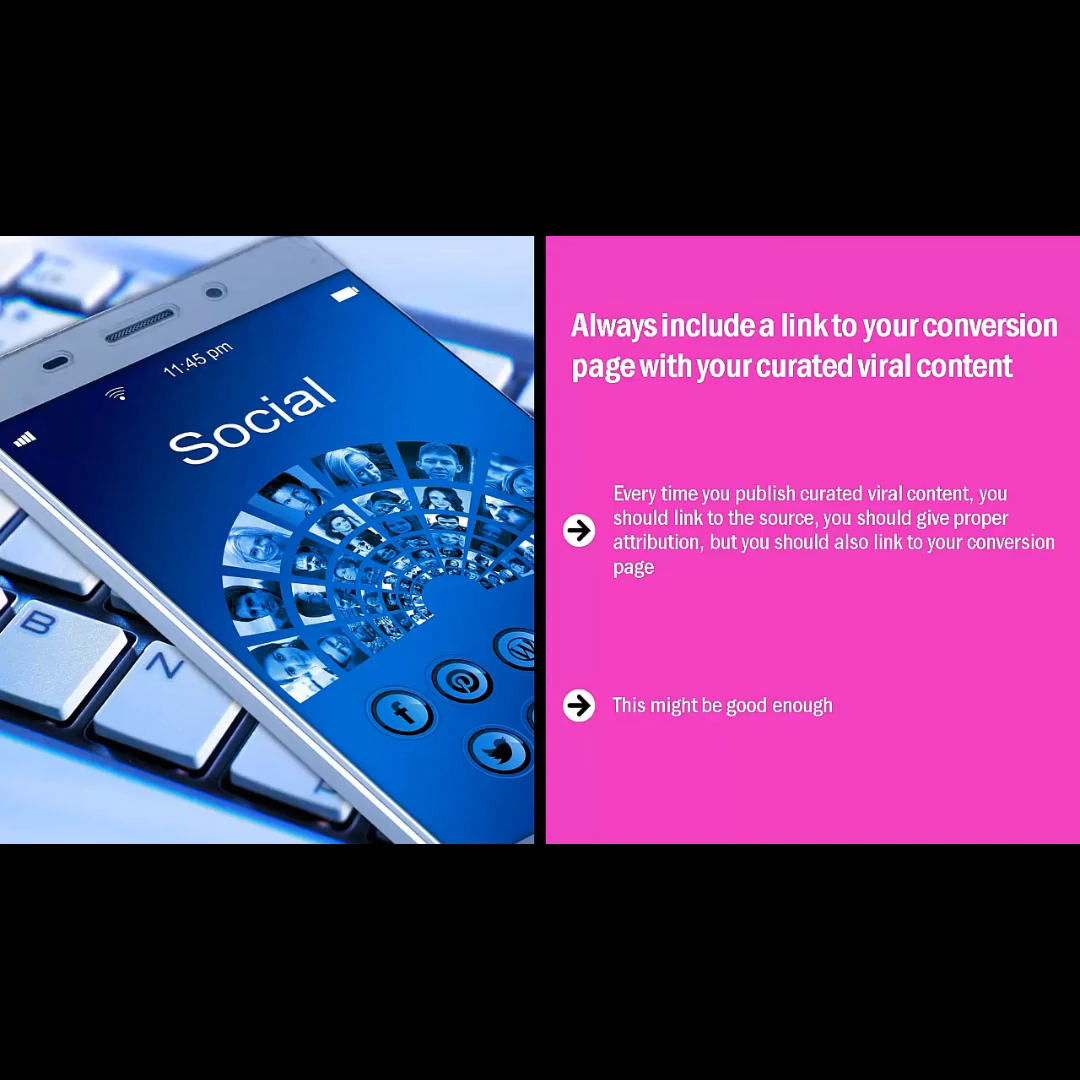 11:45 pm
Social
B
N
Always include a link to your conversion
page with your curated viral content
Every time you publish curated viral content, you
should link to the source, you should give proper
attribution, but you should also link to your conversion
page
This might be good enough